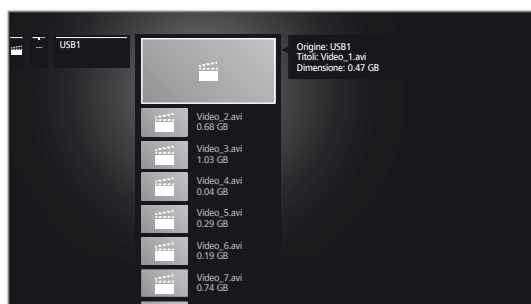 ...
USB1
Origine: USB1
Titoli: Video_1.avi
Dimensione: 0.47 GB
Video_2.avi
0.68 GB
Video_3.avi
1.03 GB
Video_4.avi
0.04 GB
Video_5.avi
0.29 GB
Video_6.avi
0.19 GB
Video_7.avi
0.74 GB